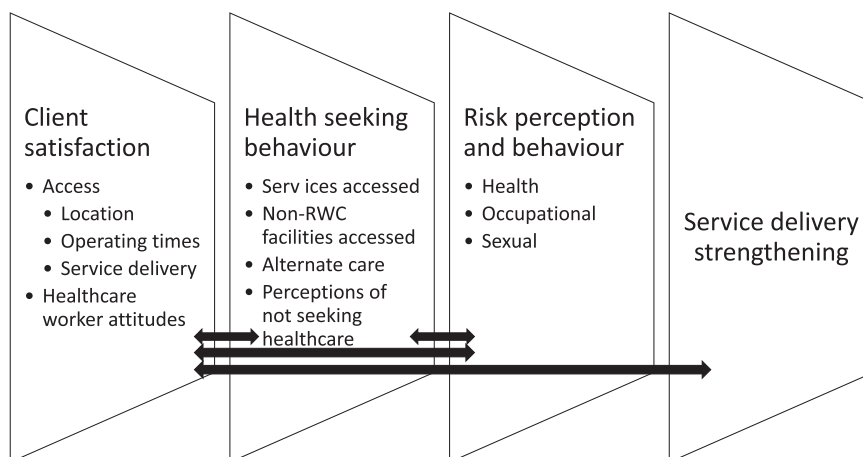 Client
satisfaction
• Access
• Location
• Operating times
• Service delivery
• Healthcare
worker attitudes
Health seeking
behaviour
• Serv ices accessed
• Non-RWC
facilities accessed
• Alternate care
• Perceptions of
not seeking
healthcare
Risk perception
and behaviour
• Health
• Occupational
• Sexual
Service delivery
strengthening